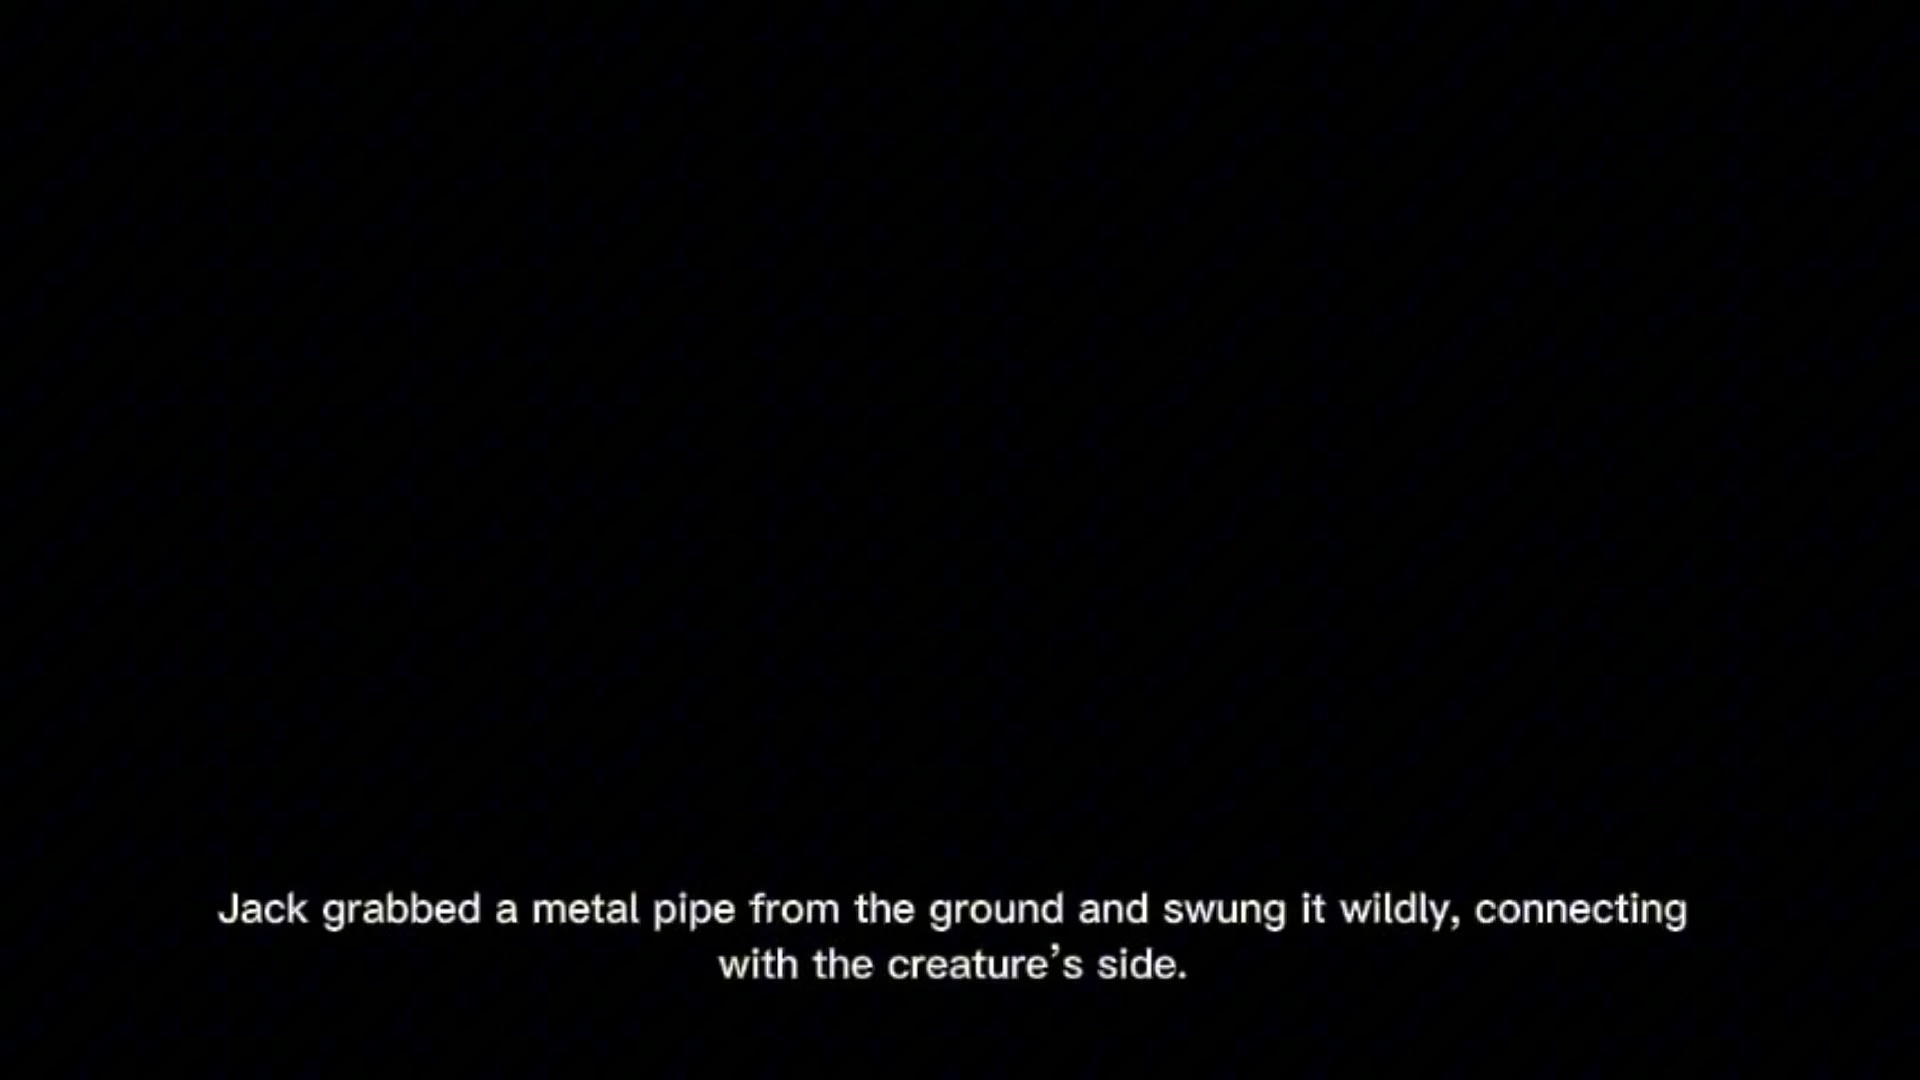 Jack grabbed a metal pipe from the ground and swung it wildly, connecting
with the creature’s side.